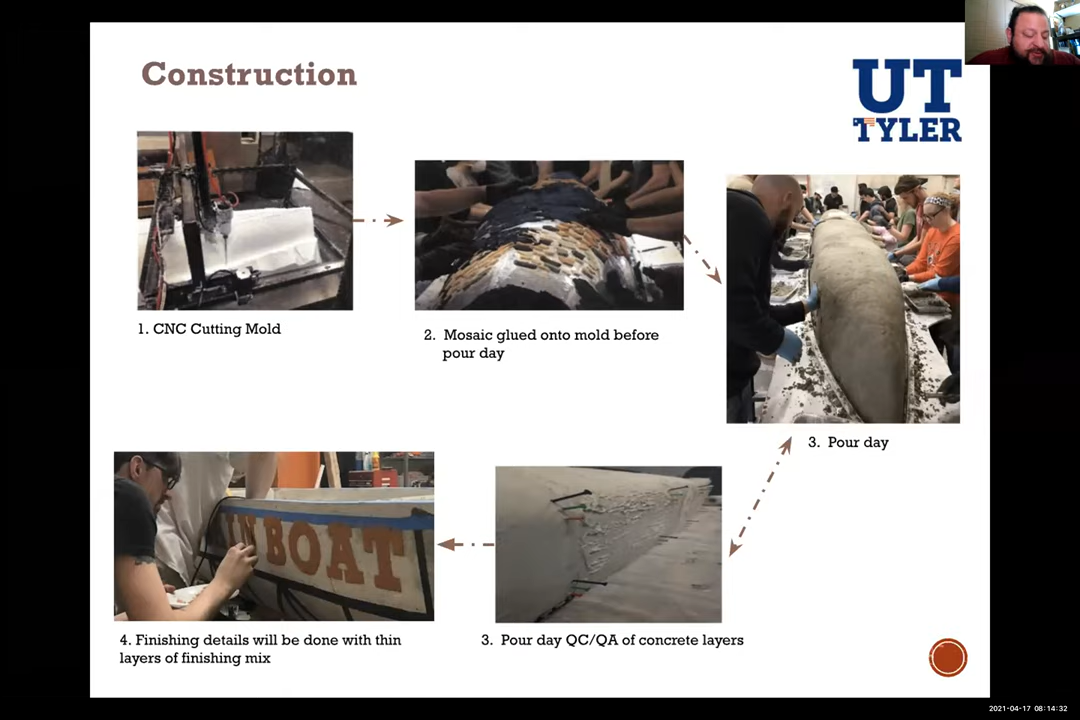 Construction
UT
TYLER
1. CNC Cutting Mold
2. Mosaic glued onto mold before
pour day
3. Pour day
IN BOAT
4. Finishing details will be done with thin
layers of finishing mix
3. Pour day QC/QA of concrete layers
2021-04-17 08:14:32